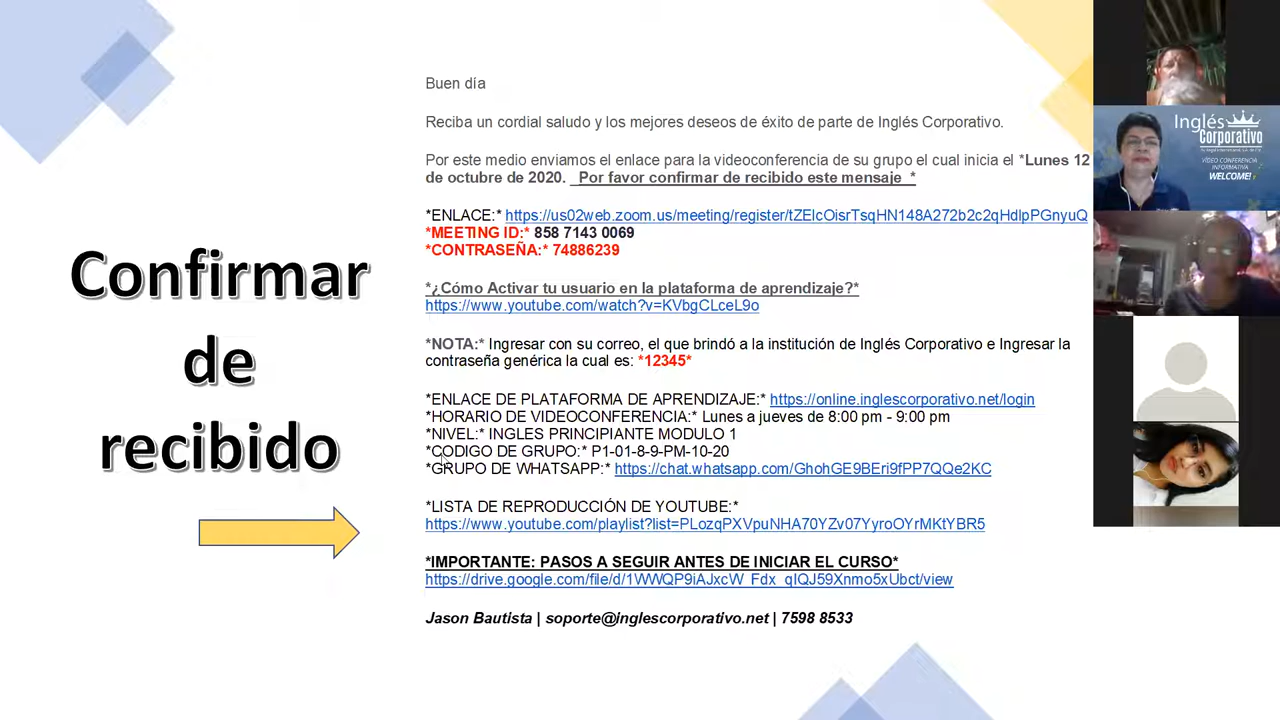 Confirmar
de
recibido
Buen día
Reciba un cordial saludo y los mejores deseos de éxito de parte de Inglés Corporativo.
Por este medio enviamos el enlace para la videoconferencia de su grupo el cual inicia el *Lunes 12
de octubre de 2020. _Por favor confirmar de recibido este mensaje_*
*ENLACE:* https://us02web.zoom.us/meeting/register/tZEIcOisrTsqHN148A272b2c2qHdlpPGnyuQ
*MEETING ID:* 858 7143 0069
*CONTRASEÑA:* 74886239
*¿Cómo Activar tu usuario en la plataforma de aprendizaje?*
https://www.youtube.com/watch?v=KVbgCLceL9o
*NOTA:* Ingresar con su correo, el que brindó a la institución de Inglés Corporativo e Ingresar la
contraseña genérica la cual es: *12345*
*ENLACE DE PLATAFORMA DE APRENDIZAJE:* https://online.inglescorporativo.net/login
*HORARIO DE VIDEOCONFERENCIA:* Lunes a jueves de 8:00 pm - 9:00 pm
*NIVEL:* INGLES PRINCIPIANTE MODULO 1
*CODIGO DE GRUPO:* P1-01-8-9-PM-10-20
*GRUPO DE WHATSAPP:* https://chat.whatsapp.com/GhohGE9BEri9fPP7QQe2KC
*LISTA DE REPRODUCCIÓN DE YOUTUBE:*
https://www.youtube.com/playlist?list=PLozqPXVpuNHA70YZv07YyroOYrMKtYBR5
*IMPORTANTE: PASOS A SEGUIR ANTES DE INICIAR EL CURSO*
https://drive.google.com/file/d/1WWQP9iAJxcW_Fdx_qIQJ59Xnmo5xUbct/view
Jason Bautista | soporte@inglescorporativo.net | 7598 8533
Inglés
Corporativo
VÍDEO CONFERENCIA
INFORMATIVA
WELCOME!